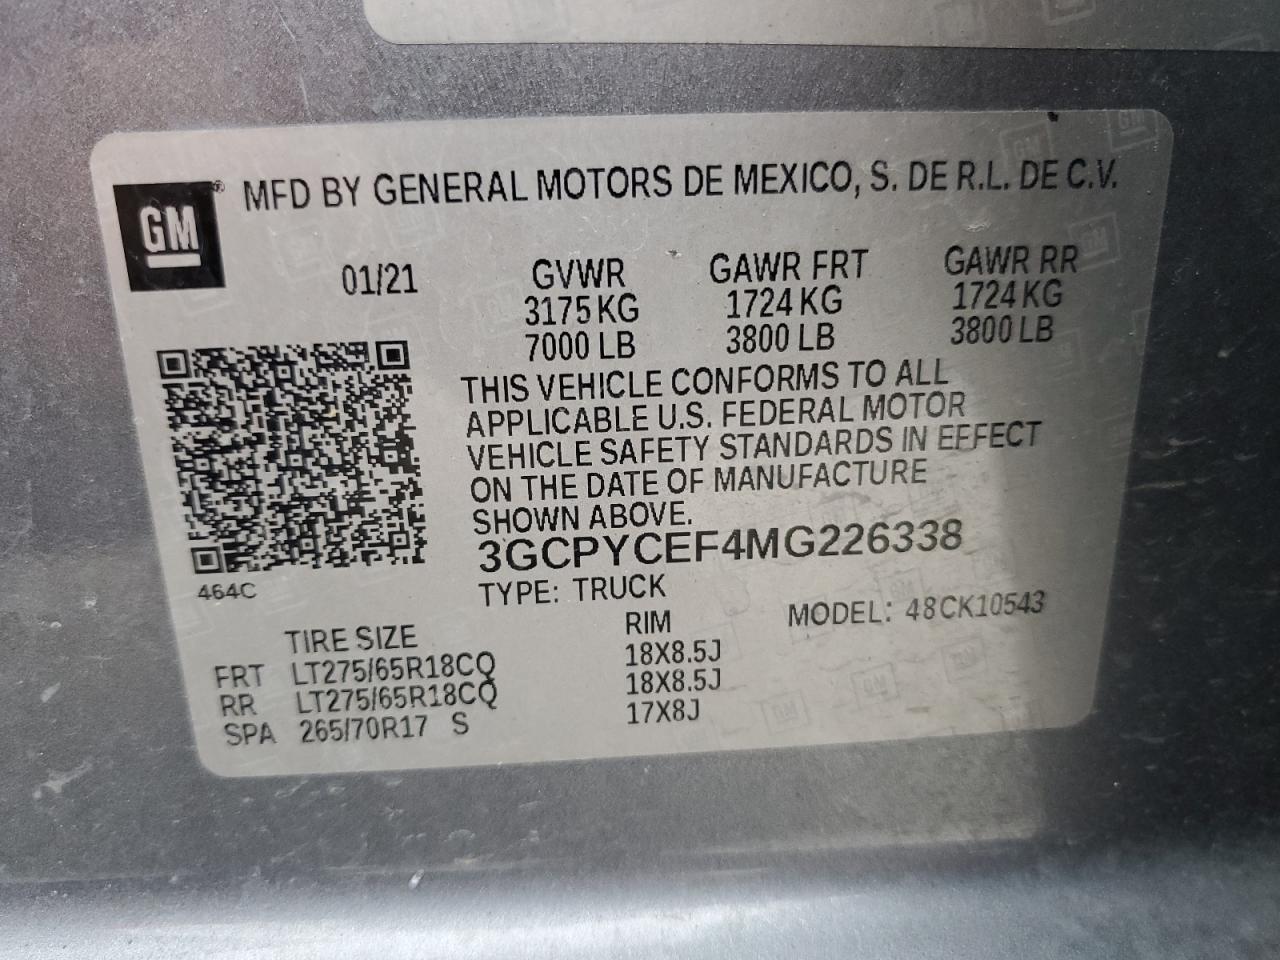 GM® MFD BY GENERAL MOTORS DE MEXICO, S. DE R.L. DE C.V.
01/21 GVWR GAWR FRT GAWR RR
3175 KG 1724 KG 1724 KG
7000 LB 3800 LB 3800 LB
THIS VEHICLE CONFORMS TO ALL
APPLICABLE U.S. FEDERAL MOTOR
VEHICLE SAFETY STANDARDS IN EFFECT
ON THE DATE OF MANUFACTURE
SHOWN ABOVE.
3GCPYCEF4MG226338
464C
TYPE: TRUCK
TIRE SIZE RIM MODEL: 48CK10543
FRT LT275/65R18CQ 18X8.5J
RR LT275/65R18CQ 18X8.5J
SPA 265/70R17 S 17X8J